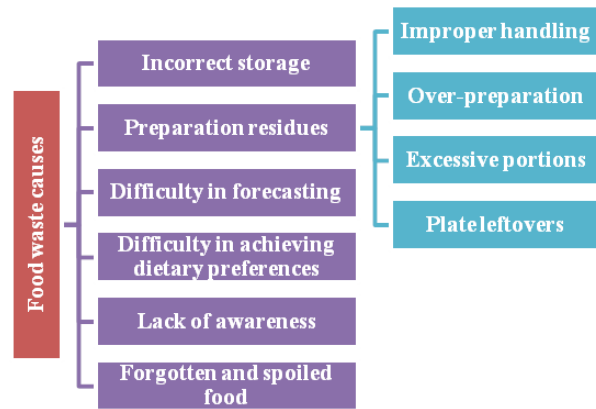 Food waste causes
Incorrect storage
Preparation residues
Difficulty in forecasting
Difficulty in achieving
dietary preferences
Lack of awareness
Forgotten and spoiled
food
Improper handling
Over-preparation
Excessive portions
Plate leftovers